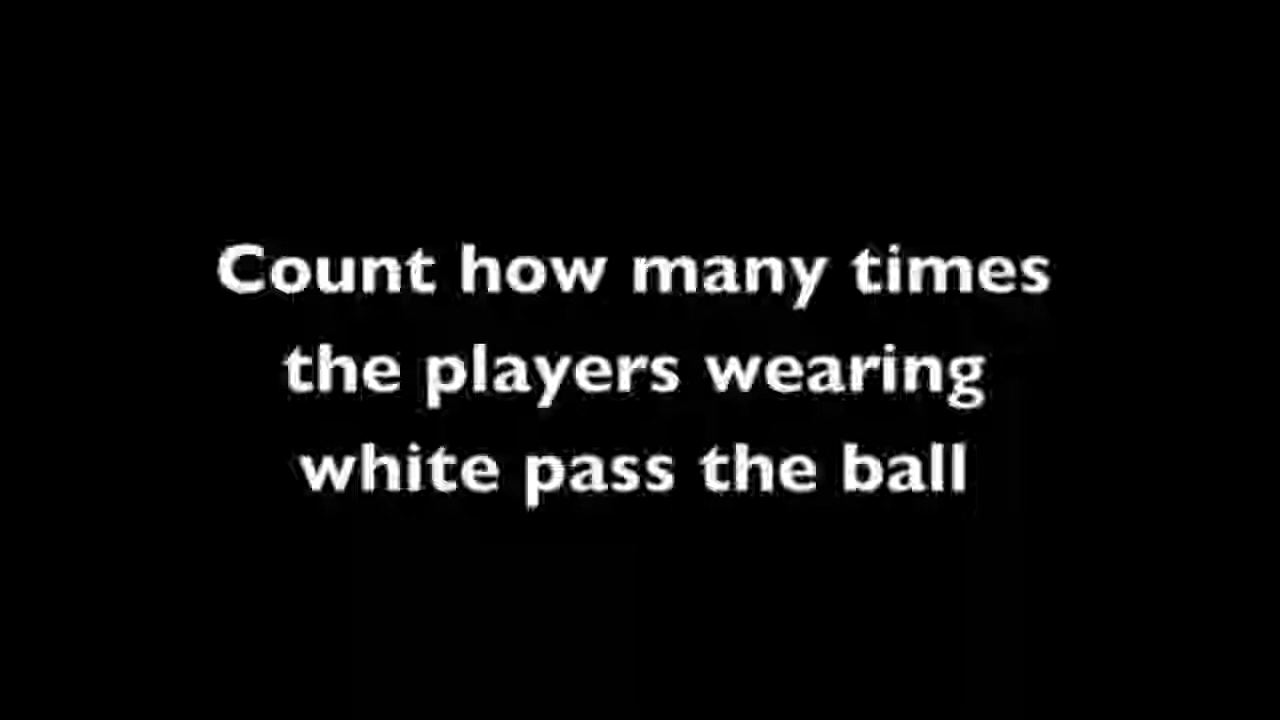 Count how many times
the players wearing
white pass the ball